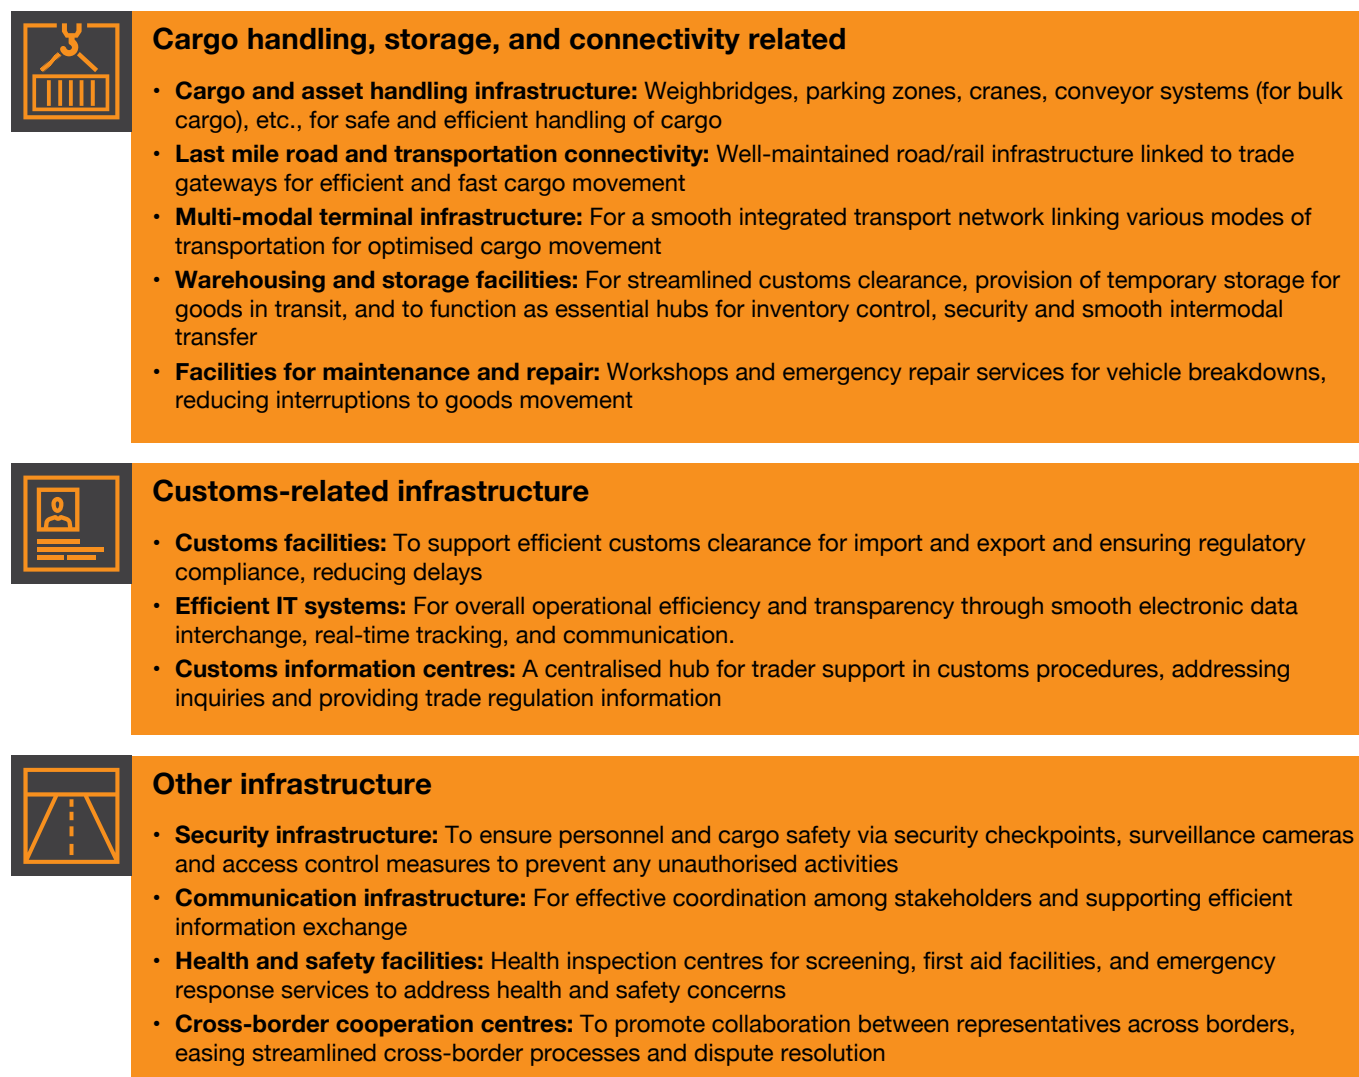 Cargo handling, storage, and connectivity related
• Cargo and asset handling infrastructure: Weighbridges, parking zones, cranes, conveyor systems (for bulk
cargo), etc., for safe and efficient handling of cargo
• Last mile road and transportation connectivity: Well-maintained road/rail infrastructure linked to trade
gateways for efficient and fast cargo movement
• Multi-modal terminal infrastructure: For a smooth integrated transport network linking various modes of
transportation for optimised cargo movement
• Warehousing and storage facilities: For streamlined customs clearance, provision of temporary storage for
goods in transit, and to function as essential hubs for inventory control, security and smooth intermodal
transfer
• Facilities for maintenance and repair: Workshops and emergency repair services for vehicle breakdowns,
reducing interruptions to goods movement
Customs-related infrastructure
• Customs facilities: To support efficient customs clearance for import and export and ensuring regulatory
compliance, reducing delays
• Efficient IT systems: For overall operational efficiency and transparency through smooth electronic data
interchange, real-time tracking, and communication.
• Customs information centres: A centralised hub for trader support in customs procedures, addressing
inquiries and providing trade regulation information
Other infrastructure
• Security infrastructure: To ensure personnel and cargo safety via security checkpoints, surveillance cameras
and access control measures to prevent any unauthorised activities
• Communication infrastructure: For effective coordination among stakeholders and supporting efficient
information exchange
• Health and safety facilities: Health inspection centres for screening, first aid facilities, and emergency
response services to address health and safety concerns
• Cross-border cooperation centres: To promote collaboration between representatives across borders,
easing streamlined cross-border processes and dispute resolution